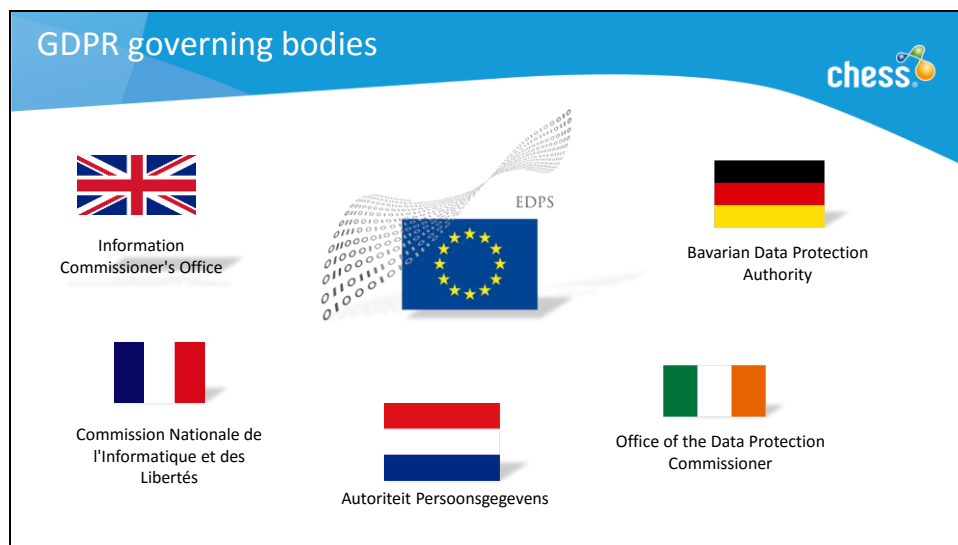 GDPR governing bodies
chess®
EDPS
Information
Commissioner's Office
Bavarian Data Protection
Authority
Commission Nationale de
l'Informatique et des
Libertés
Autoriteit Persoonsgegevens
Office of the Data Protection
Commissioner